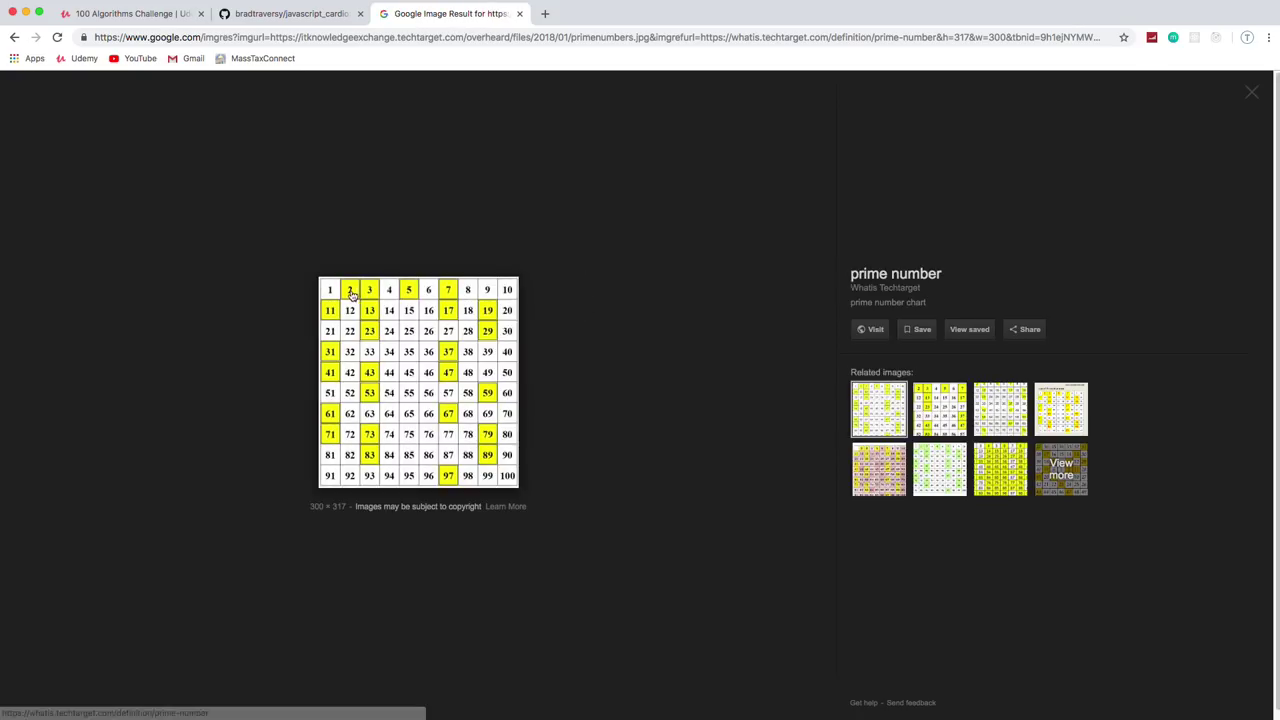 100 Algorithms Challenge | Ude
bradtraversy/javascript_cardio
Google Image Result for https:
https://www.google.com/imgres?imgurl=https://itknowledgeexchange.techtarget.com/overheard/files/2018/01/primenumbers.jpg&imgrefurl=https://whatis.techtarget.com/definition/prime-number&h=317&w=300&tbnid=9h1ejNYMW...
T
Apps Udemy YouTube Gmail MassTaxConnect
1 2 3 4 5 6 7 8 9 10
11 12 13 14 15 16 17 18 19 20
21 22 23 24 25 26 27 28 29 30
31 32 33 34 35 36 37 38 39 40
41 42 43 44 45 46 47 48 49 50
51 52 53 54 55 56 57 58 59 60
61 62 63 64 65 66 67 68 69 70
71 72 73 74 75 76 77 78 79 80
81 82 83 84 85 86 87 88 89 90
91 92 93 94 95 96 97 98 99 100
300 × 317 - Images may be subject to copyright Learn More
prime number
Whatis Techtarget
prime number chart
Visit Save View saved Share
Related images:
View more
Get help - Send feedback
https://whatis.techtarget.com/definition/prime-number